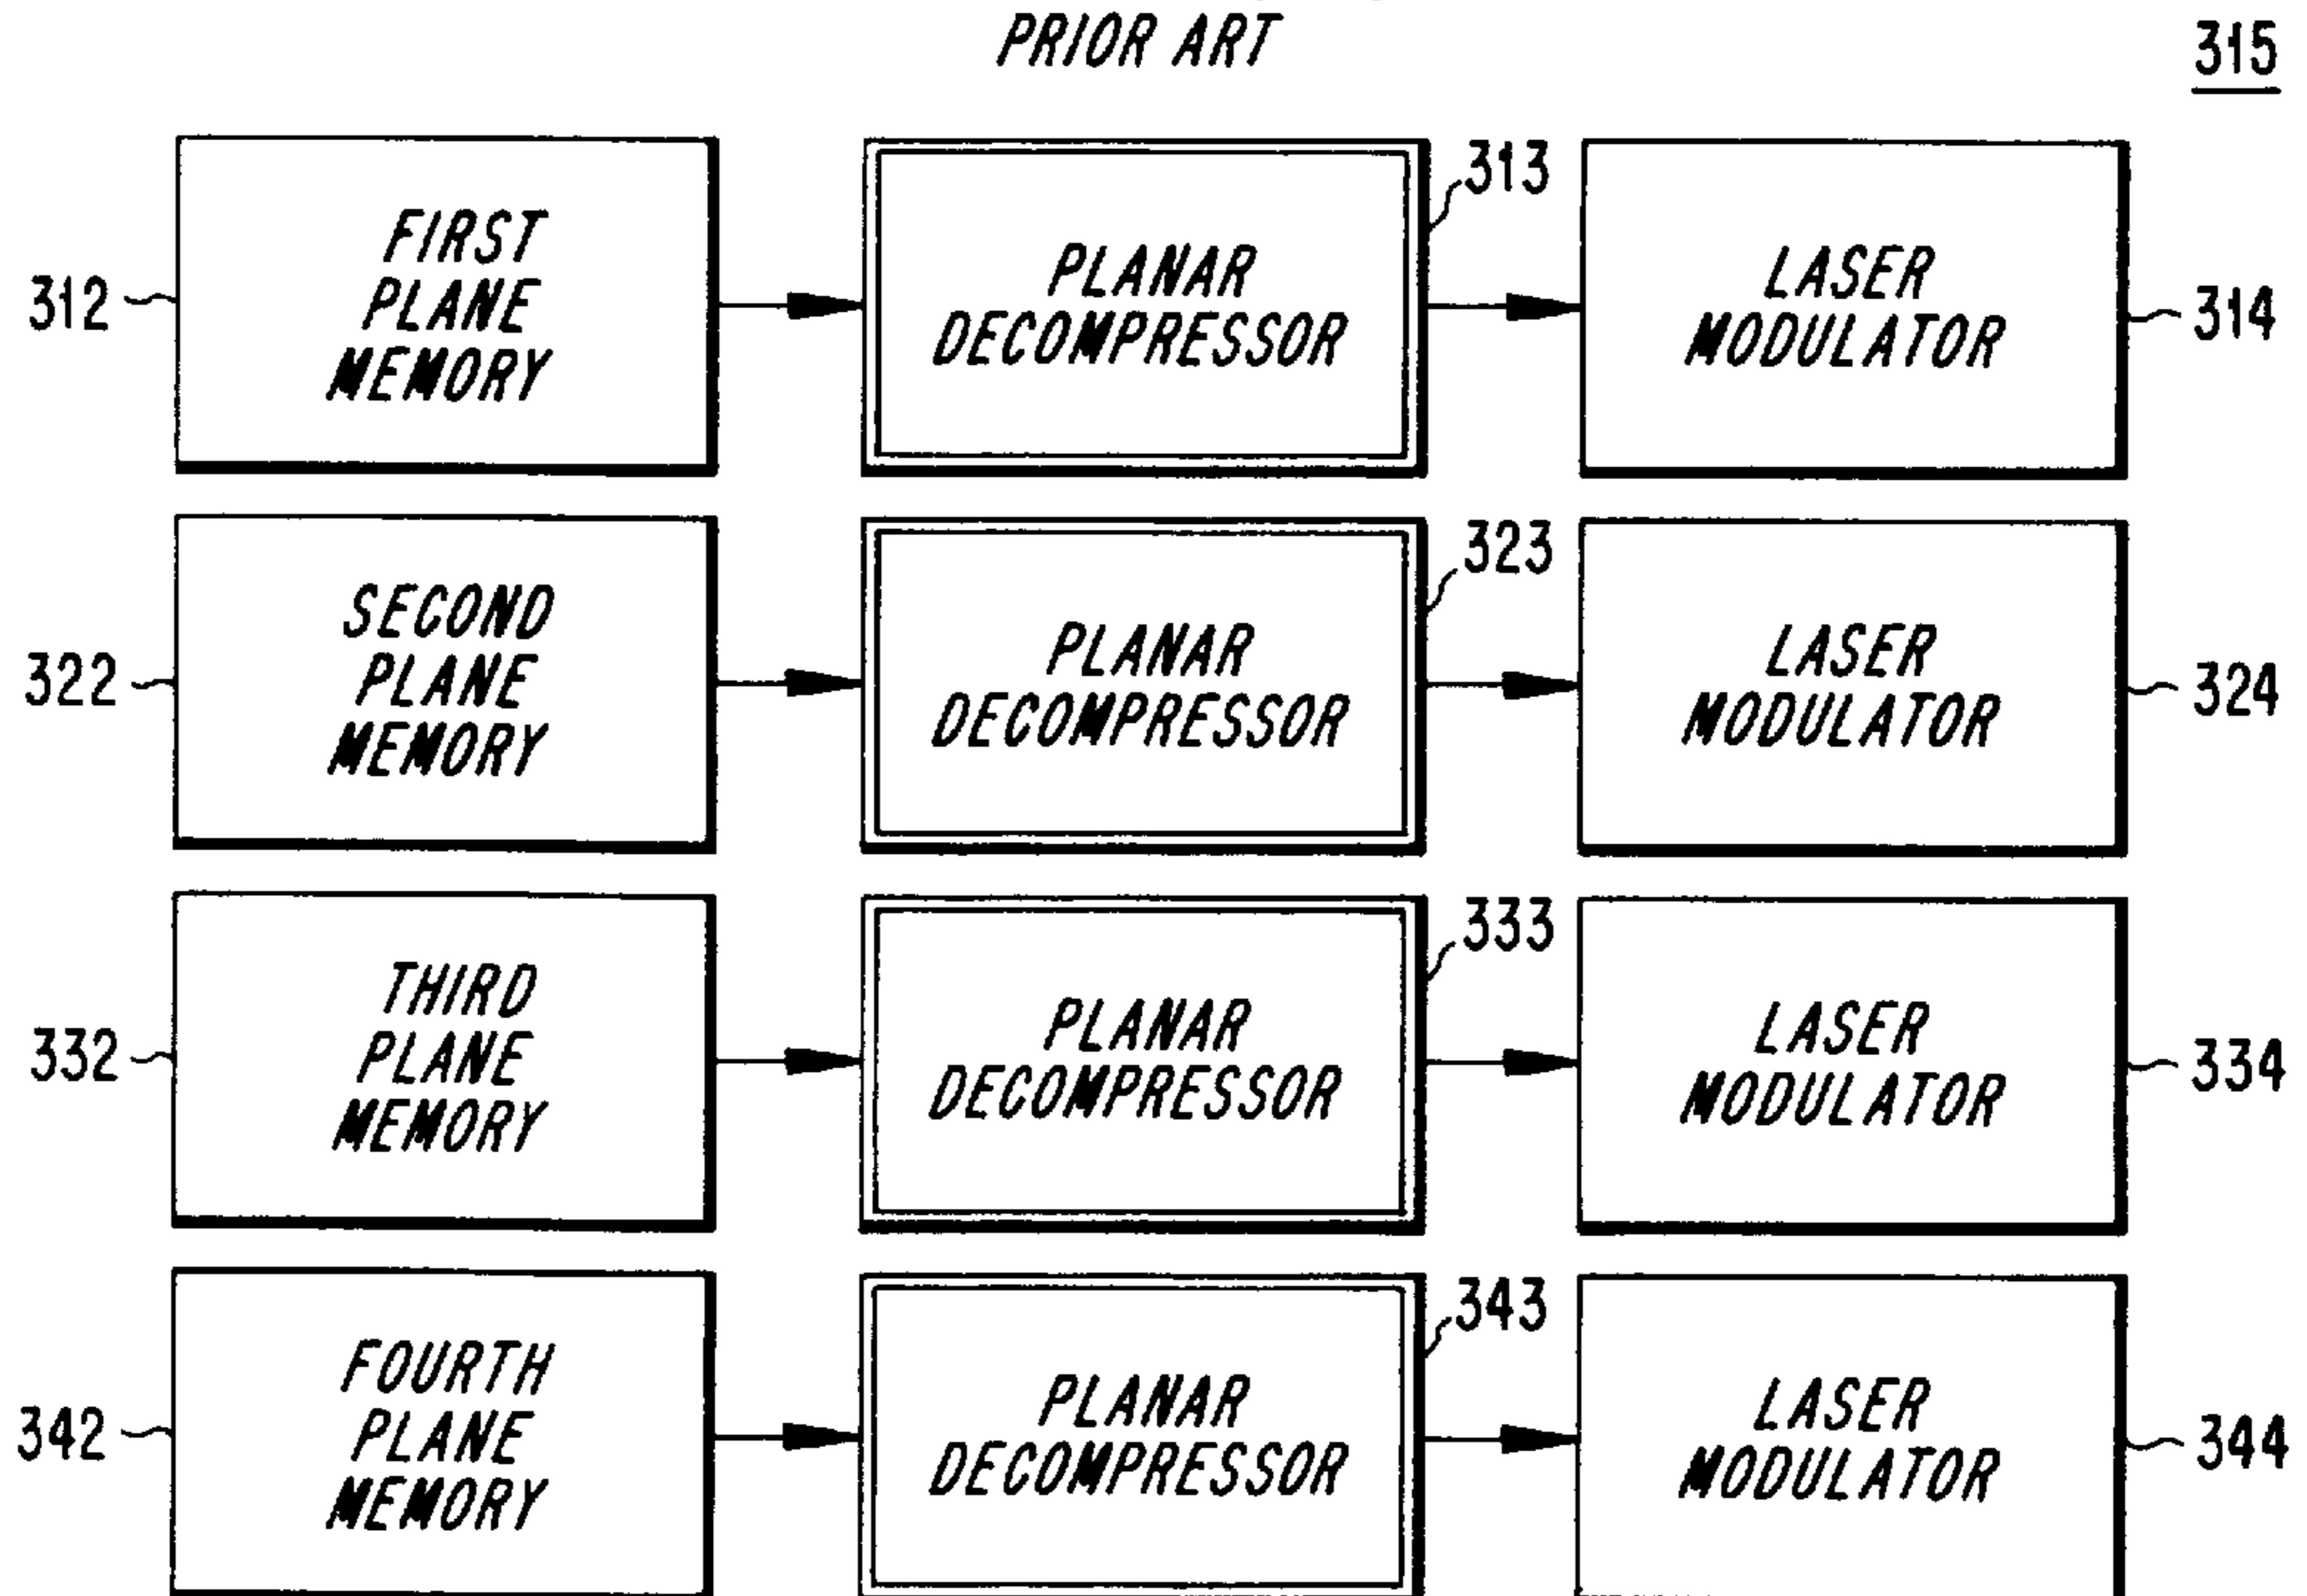 PRIOR ART
315
313
FIRST
PLANE
MEMORY
312
PLANAR
DECOMPRESSOR
LASER
MODULATOR
314
323
SECOND
PLANE
MEMORY
322
PLANAR
DECOMPRESSOR
LASER
MODULATOR
324
333
THIRD
PLANE
MEMORY
332
PLANAR
DECOMPRESSOR
LASER
MODULATOR
334
343
FOURTH
PLANE
MEMORY
342
PLANAR
DECOMPRESSOR
LASER
MODULATOR
344